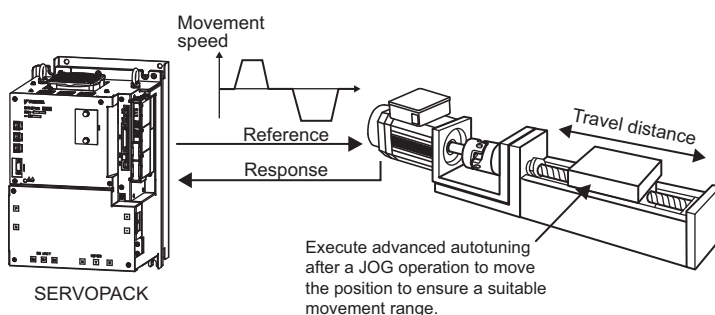 Movement
speed
Reference
Response
Travel distance
Execute advanced autotuning
after a JOG operation to move
the position to ensure a suitable
movement range.
SERVOPACK